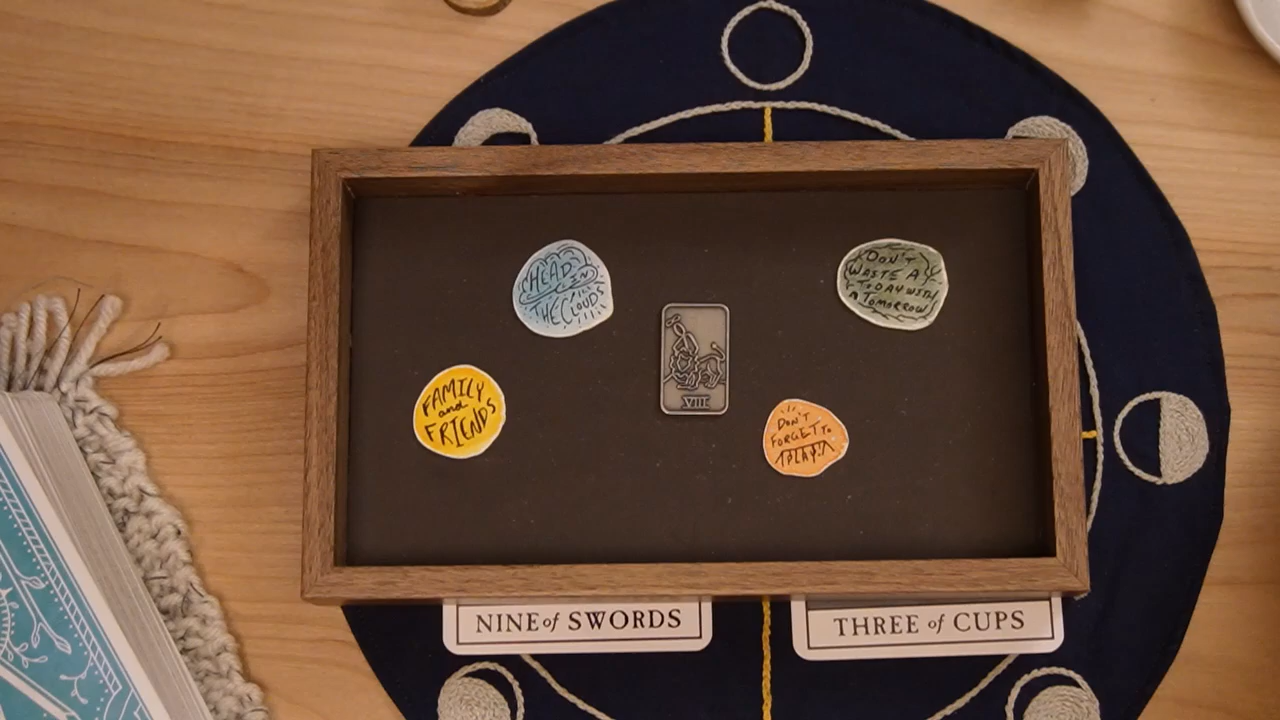 HEAD
IN
THE CLOUDS
DON'T
WASTE A
TODAY WITH
A TOMORROW
FAMILY
and
FRIENDS
VIII
DON'T
FORGET TO
PLAY!
NINE of SWORDS
THREE of CUPS